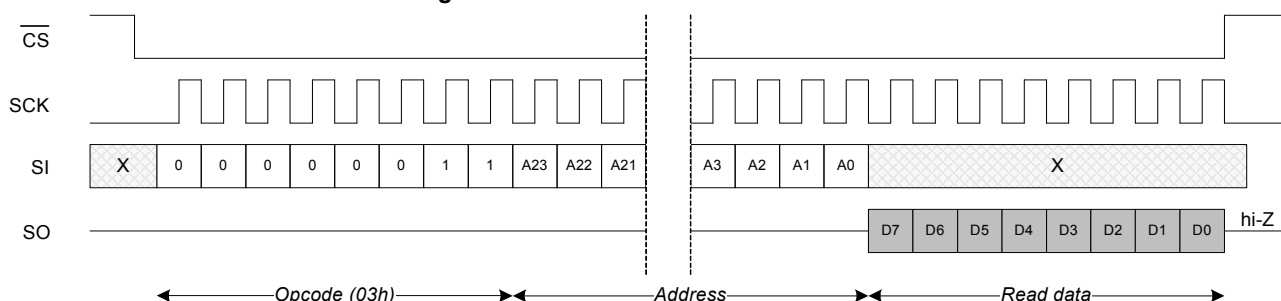 CS
SCK
SI X 0 0 0 0 0 0 1 1 A23 A22 A21 A3 A2 A1 A0 X
SO D7 D6 D5 D4 D3 D2 D1 D0 hi-Z
Opcode (03h) Address Read data